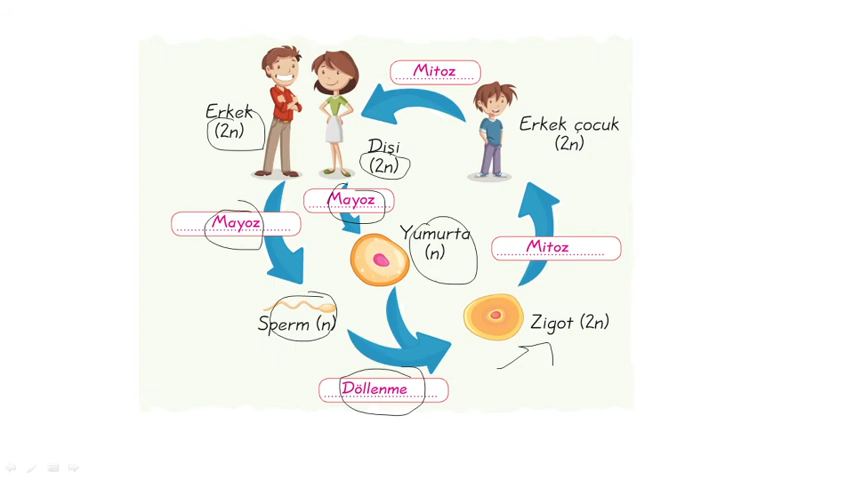 Mitoz
Erkek
(2n)
Dişi
(2n)
Erkek çocuk
(2n)
Mayoz
Mayoz
Yumurta
(n)
Mitoz
Sperm (n)
Zigot (2n)
Döllenme